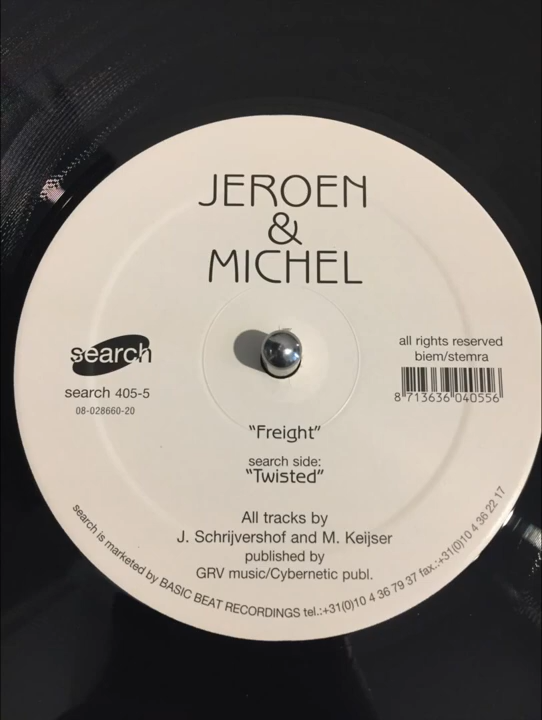 JEROEN
&
MICHEL
search
search 405-5
08-028660-20
all rights reserved
biem/stemra
8 713636 040556
"Freight"
search side:
"Twisted"
All tracks by
J. Schrijvershof and M. Keijser
published by
GRV music/Cybernetic publ.
search is marketed by BASIC BEAT RECORDINGS tel.:+31(0)10 4 36 79 37 fax.:+31(0)10 4 36 22 17